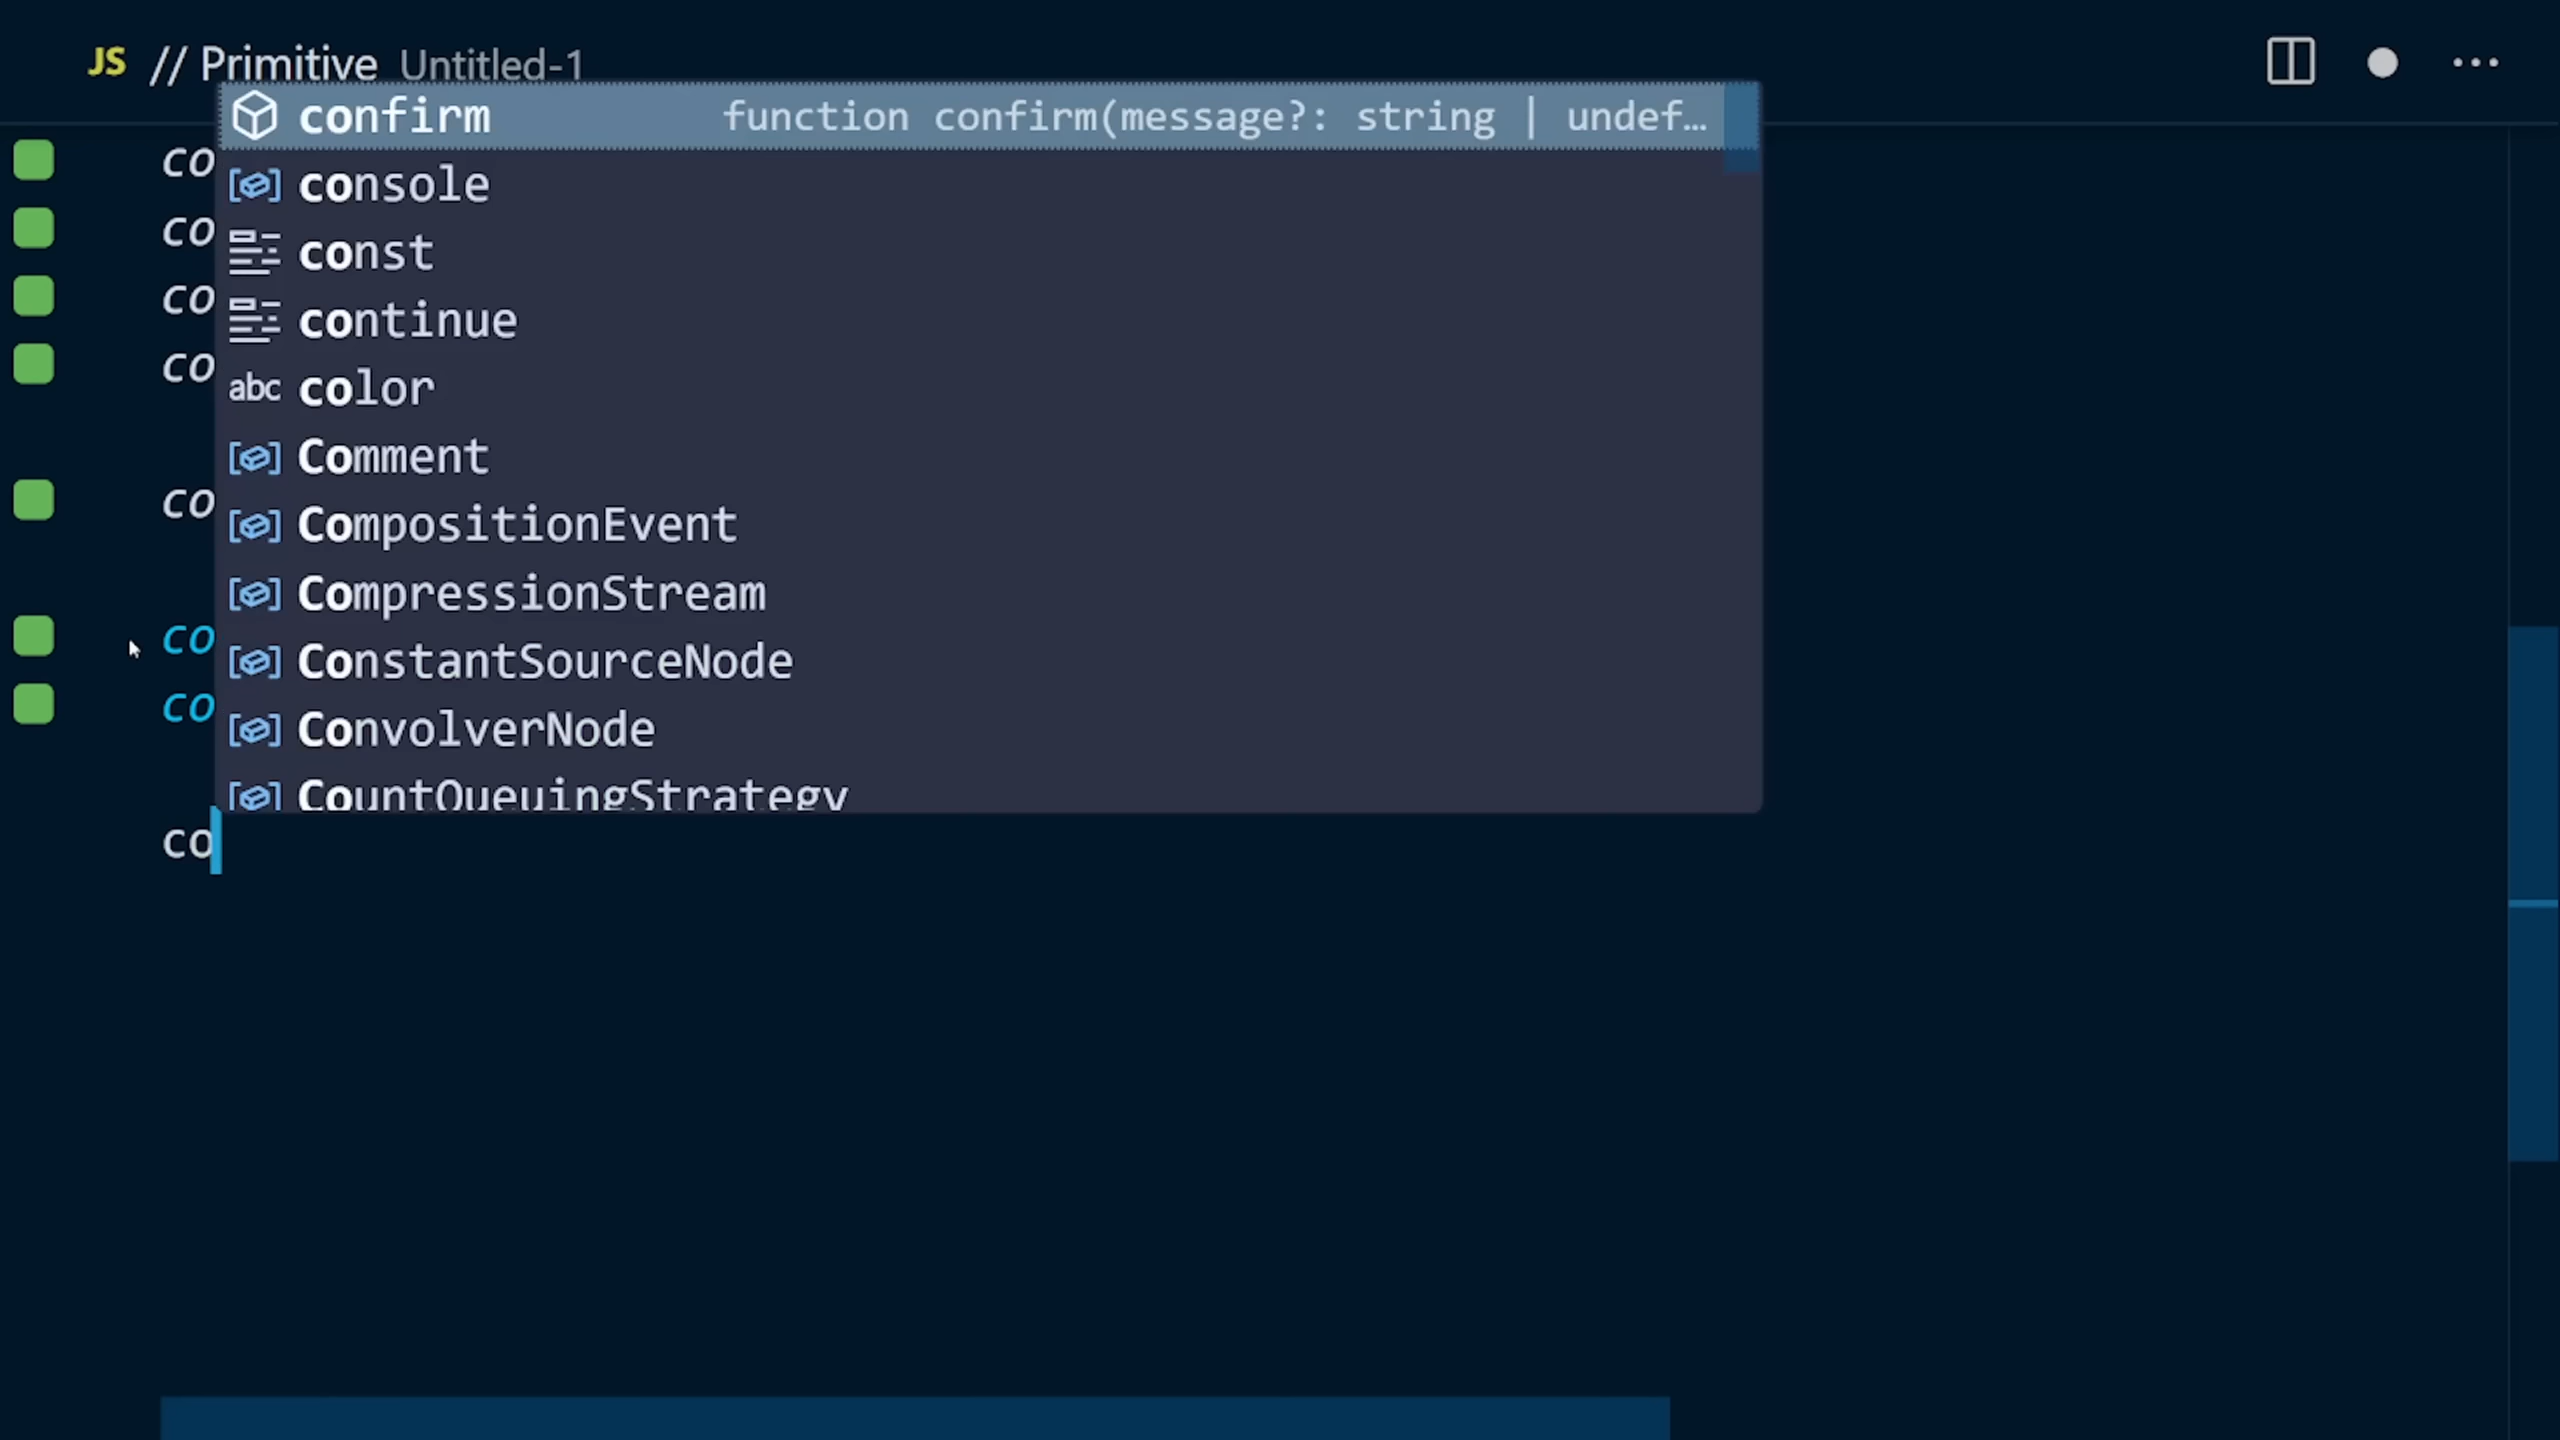 JS // Primitive Untitled-1
confirm function confirm(message?: string | undef…
co
console
co
const
co
continue
co
abc color
Comment
co
CompositionEvent
CompressionStream
co
ConstantSourceNode
co
ConvolverNode
CountQueuingStrategy
co